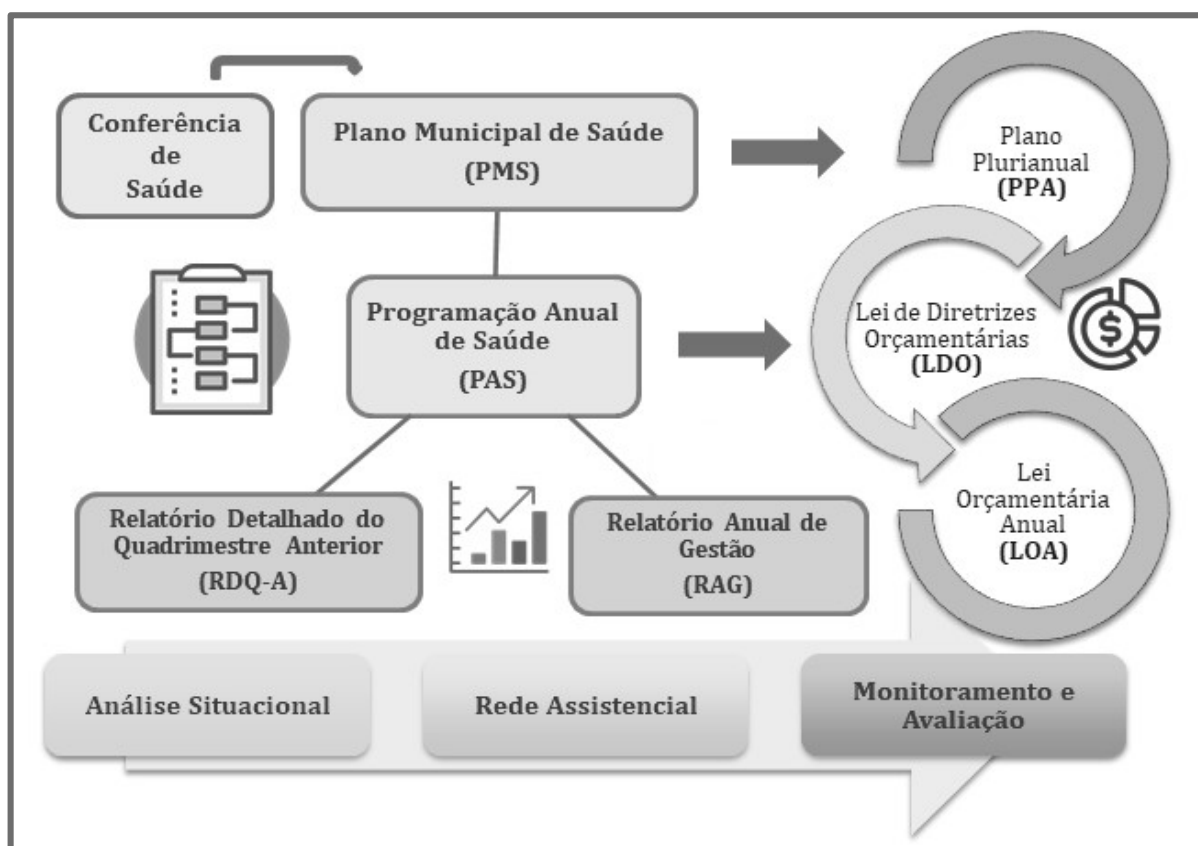 Conferência
de
Saúde
Plano Municipal de Saúde
(PMS)
Plano
Plurianual
(PPA)
Programação Anual
de Saúde
(PAS)
Lei de Diretrizes
Orçamentárias
(LDO)
$
Relatório Detalhado do
Quadrimestre Anterior
(RDQ-A)
Relatório Anual de
Gestão
(RAG)
Lei
Orçamentária
Anual
(LOA)
Análise Situacional
Rede Assistencial
Monitoramento e
Avaliação